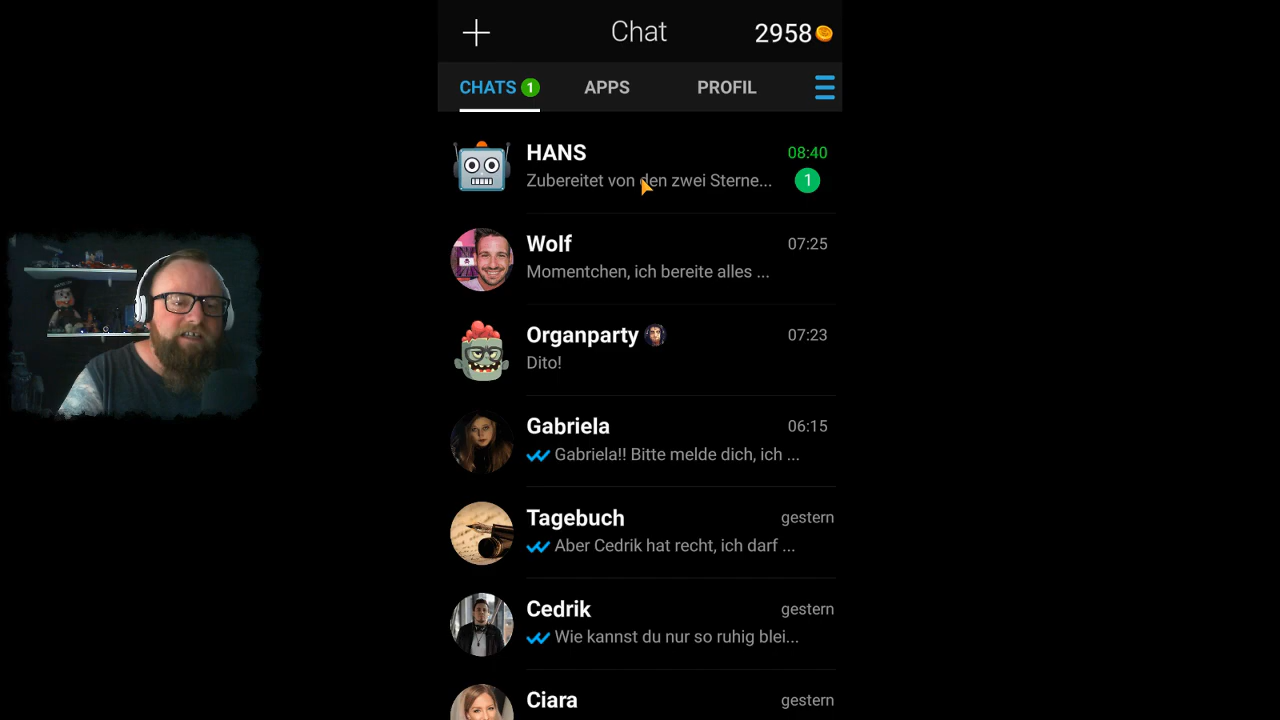 Chat
2958
CHATS 1
APPS
PROFIL
HANS
08:40
Zubereitet von den zwei Sterne...
1
Wolf
07:25
Momentchen, ich bereite alles ...
Organparty
07:23
Dito!
Gabriela
06:15
Gabriela!! Bitte melde dich, ich ...
Tagebuch
gestern
Aber Cedrik hat recht, ich darf ...
Cedrik
gestern
Wie kannst du nur so ruhig blei...
Ciara
gestern